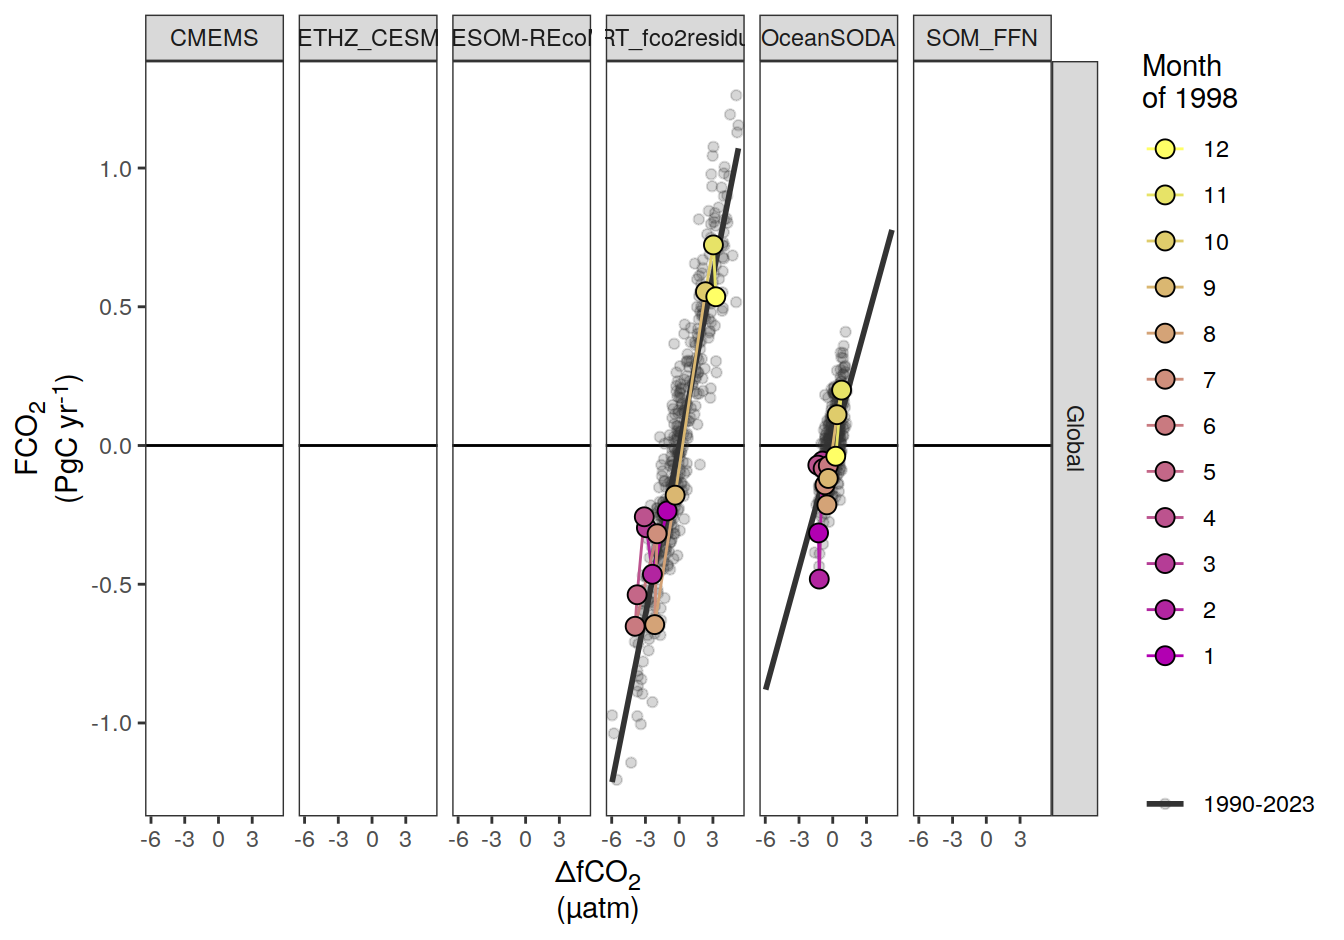 CMEMS ETHZ_CESM ESOM-REcoM RT_fco2residu OceanSODA SOM_FFN
Month
of 1998
12
11
10
9
8
7
6
5
4
3
2
1
1990-2023
Global
FCO2
(PgC yr-1)
1.0
0.5
0.0
-0.5
-1.0
-6 -3 0 3 -6 -3 0 3 -6 -3 0 3 -6 -3 0 3 -6 -3 0 3 -6 -3 0 3
ΔfCO2
(µatm)